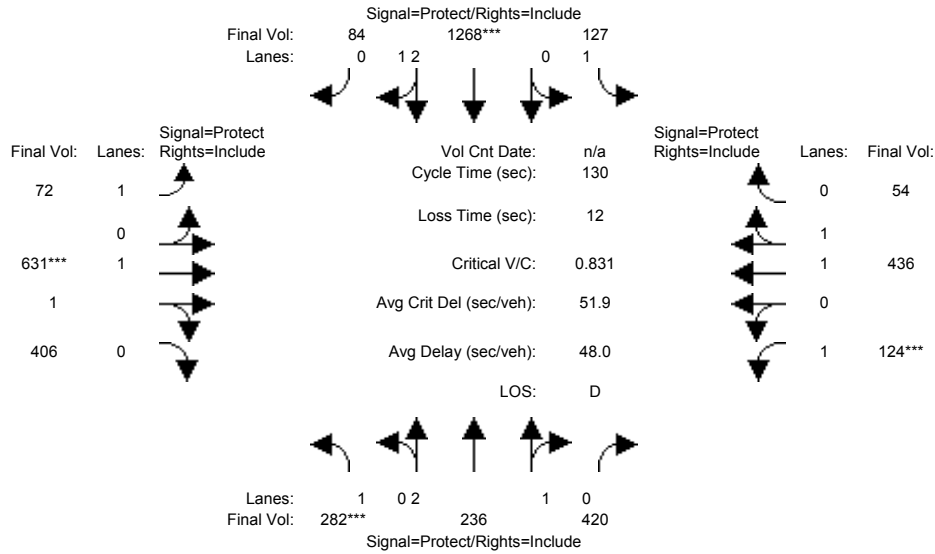 Signal=Protect/Rights=Include
Final Vol: 84 1268*** 127
Lanes: 0 1 2 0 1
Signal=Protect
Final Vol: Lanes: Rights=Include
Vol Cnt Date: n/a
Signal=Protect
Rights=Include Lanes: Final Vol:
Cycle Time (sec): 130
72 1
0 54
Loss Time (sec): 12
0
1
631*** 1
Critical V/C: 0.831
1 436
1
Avg Crit Del (sec/veh): 51.9
0
406 0
Avg Delay (sec/veh): 48.0
1 124***
LOS: D
Lanes: 1 0 2 1 0
Final Vol: 282*** 236 420
Signal=Protect/Rights=Include